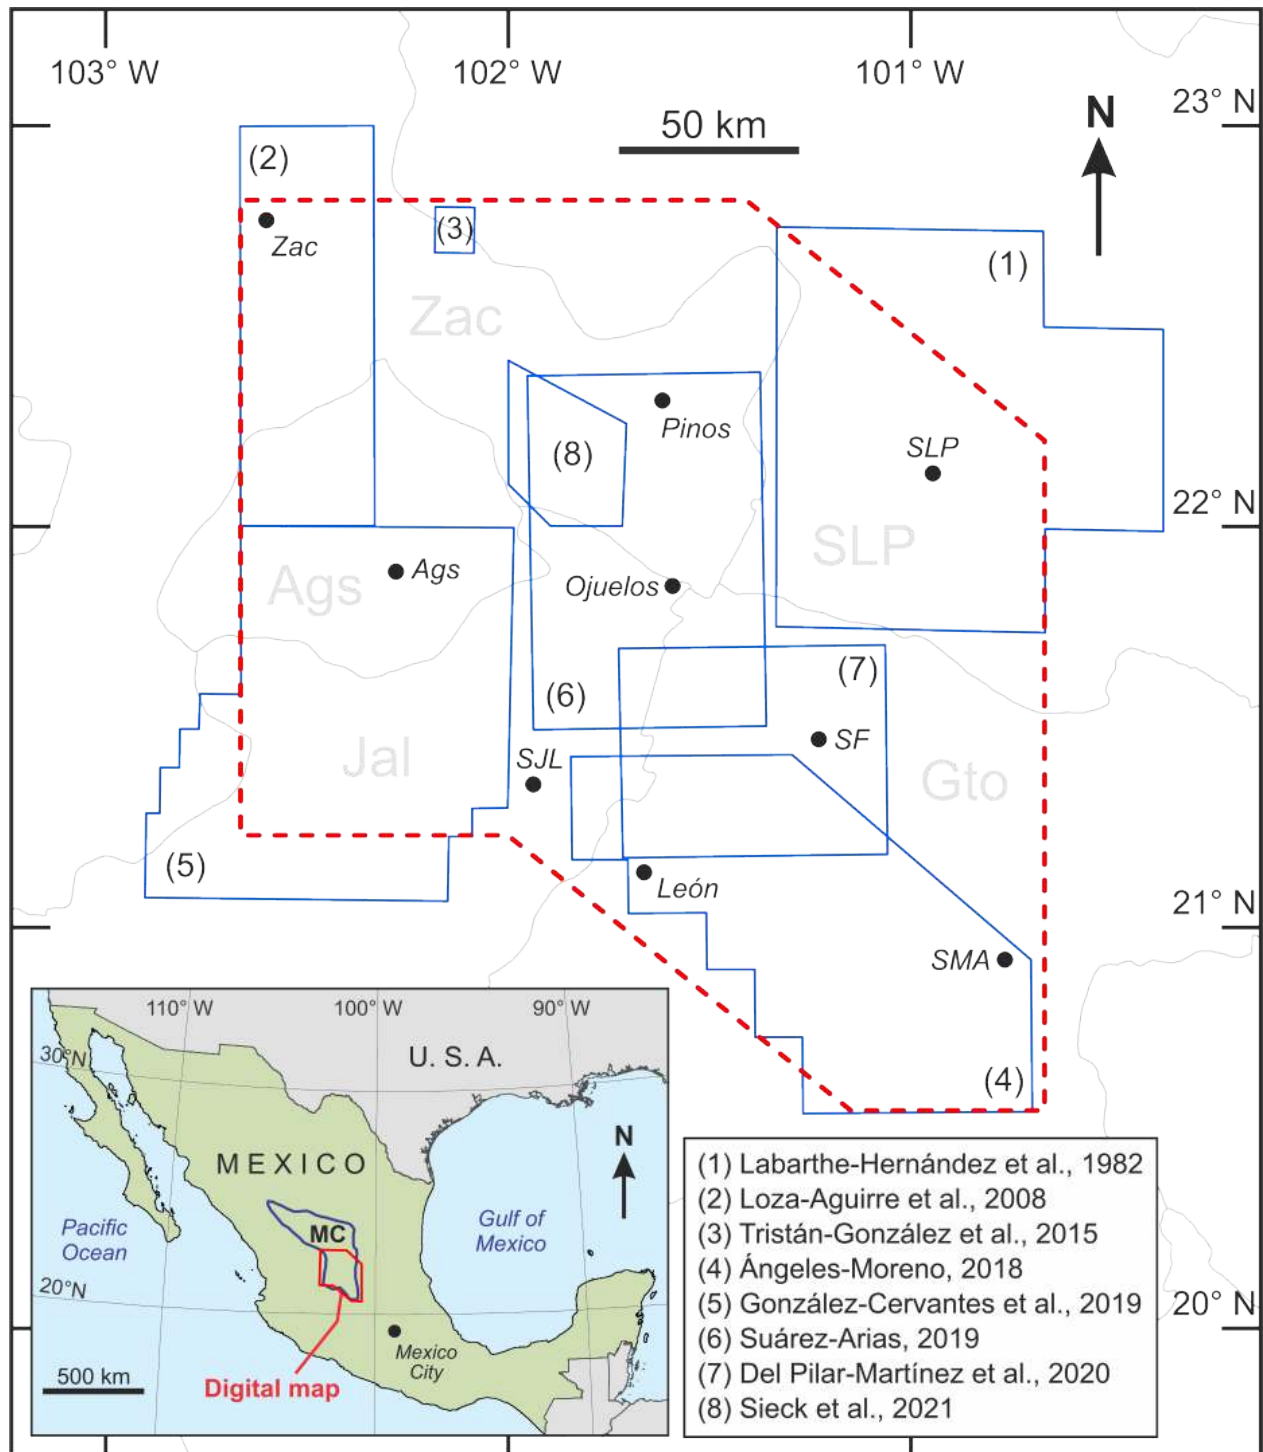 103° W
102° W
101° W
23° N
50 km
N
(2)
(3)
Zac
(1)
Zac
Pinos
(8)
SLP
22° N
SLP
Ags
Ags
Ojuelos
(7)
(6)
SF
SJL
Jal
Gto
(5)
León
21° N
SMA
(4)
110° W
100° W
90° W
30°N
U. S. A.
N
MEXICO
Pacific
Ocean
MC
Gulf of
Mexico
20°N
Mexico
City
500 km
Digital map
(1) Labarthe-Hernández et al., 1982
(2) Loza-Aguirre et al., 2008
(3) Tristán-González et al., 2015
(4) Ángeles-Moreno, 2018
(5) González-Cervantes et al., 2019
(6) Suárez-Arias, 2019
(7) Del Pilar-Martínez et al., 2020
(8) Sieck et al., 2021
20° N